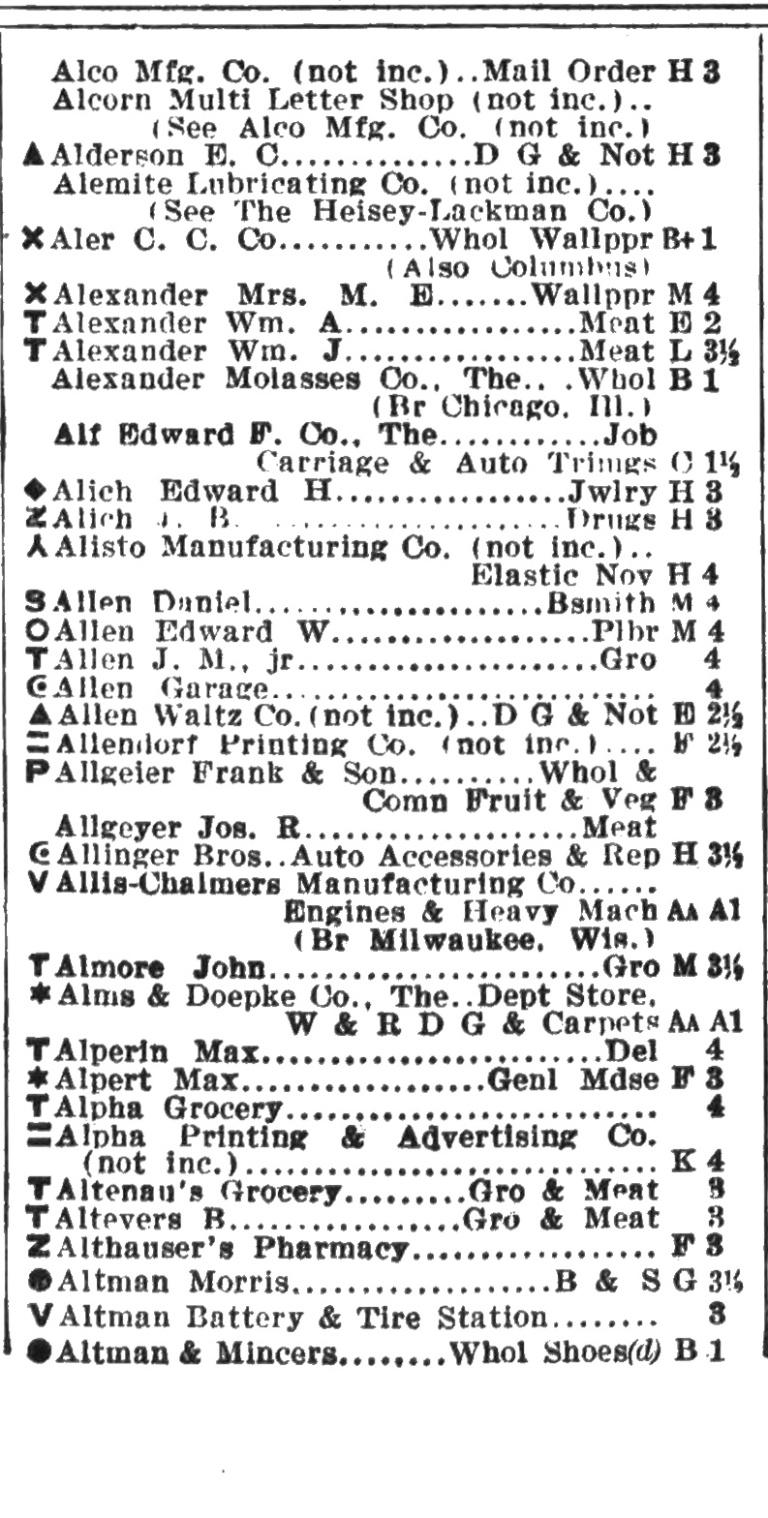 Alco Mfg. Co. (not inc.)..Mail Order H 3
Alcorn Multi Letter Shop (not inc.)..
(See Alco Mfg. Co. (not inc.)
▲Alderson E. C..............D G & Not H 3
Alemite Lubricating Co. (not inc.)....
(See The Heisey-Lackman Co.)
✕Aler C. C. Co...........Whol Wallppr B+1
(Also Columbus)
✕Alexander Mrs. M. E.......Wallppr M 4
TAlexander Wm. A.................Meat E 2
TAlexander Wm. J.................Meat L 3½
Alexander Molasses Co., The.. .Whol B 1
(Br Chicago, Ill.)
Alf Edward F. Co., The............Job
Carriage & Auto Trimgs C 1½
◆Alich Edward H.................Jwlry H 3
ZAlich J. B. .......................Drugs H 3
⅄Alisto Manufacturing Co. (not inc.)..
Elastic Nov H 4
SAllen Daniel......................Bsmith M 4
OAllen Edward W...................Plbr M 4
TAllen J. M., jr......................Gro 4
GAllen Garage............................. 4
▲Allen Waltz Co.(not inc.)..D G & Not E 2½
=Allendorf Printing Co. (not inc.).... F 2½
PAllgeier Frank & Son..........Whol &
Comn Fruit & Veg F 3
Allgeyer Jos. R....................Meat
GAllinger Bros..Auto Accessories & Rep H 3½
VAllis-Chalmers Manufacturing Co......
Engines & Heavy Mach AA A1
(Br Milwaukee, Wis.)
TAlmore John........................Gro M 3½
*Alms & Doepke Co., The..Dept Store,
W & R D G & Carpets AA A1
TAlperin Max.........................Del 4
*Alpert Max..................Genl Mdse F 3
TAlpha Grocery........................... 4
=Alpha Printing & Advertising Co.
(not inc.).............................. K 4
TAltenau's Grocery.........Gro & Meat 3
TAltevers B.................Gro & Meat 3
ZAlthauser's Pharmacy.................. F 3
●Altman Morris...................B & S G 3½
VAltman Battery & Tire Station........ 3
●Altman & Mincers........Whol Shoes(d) B 1